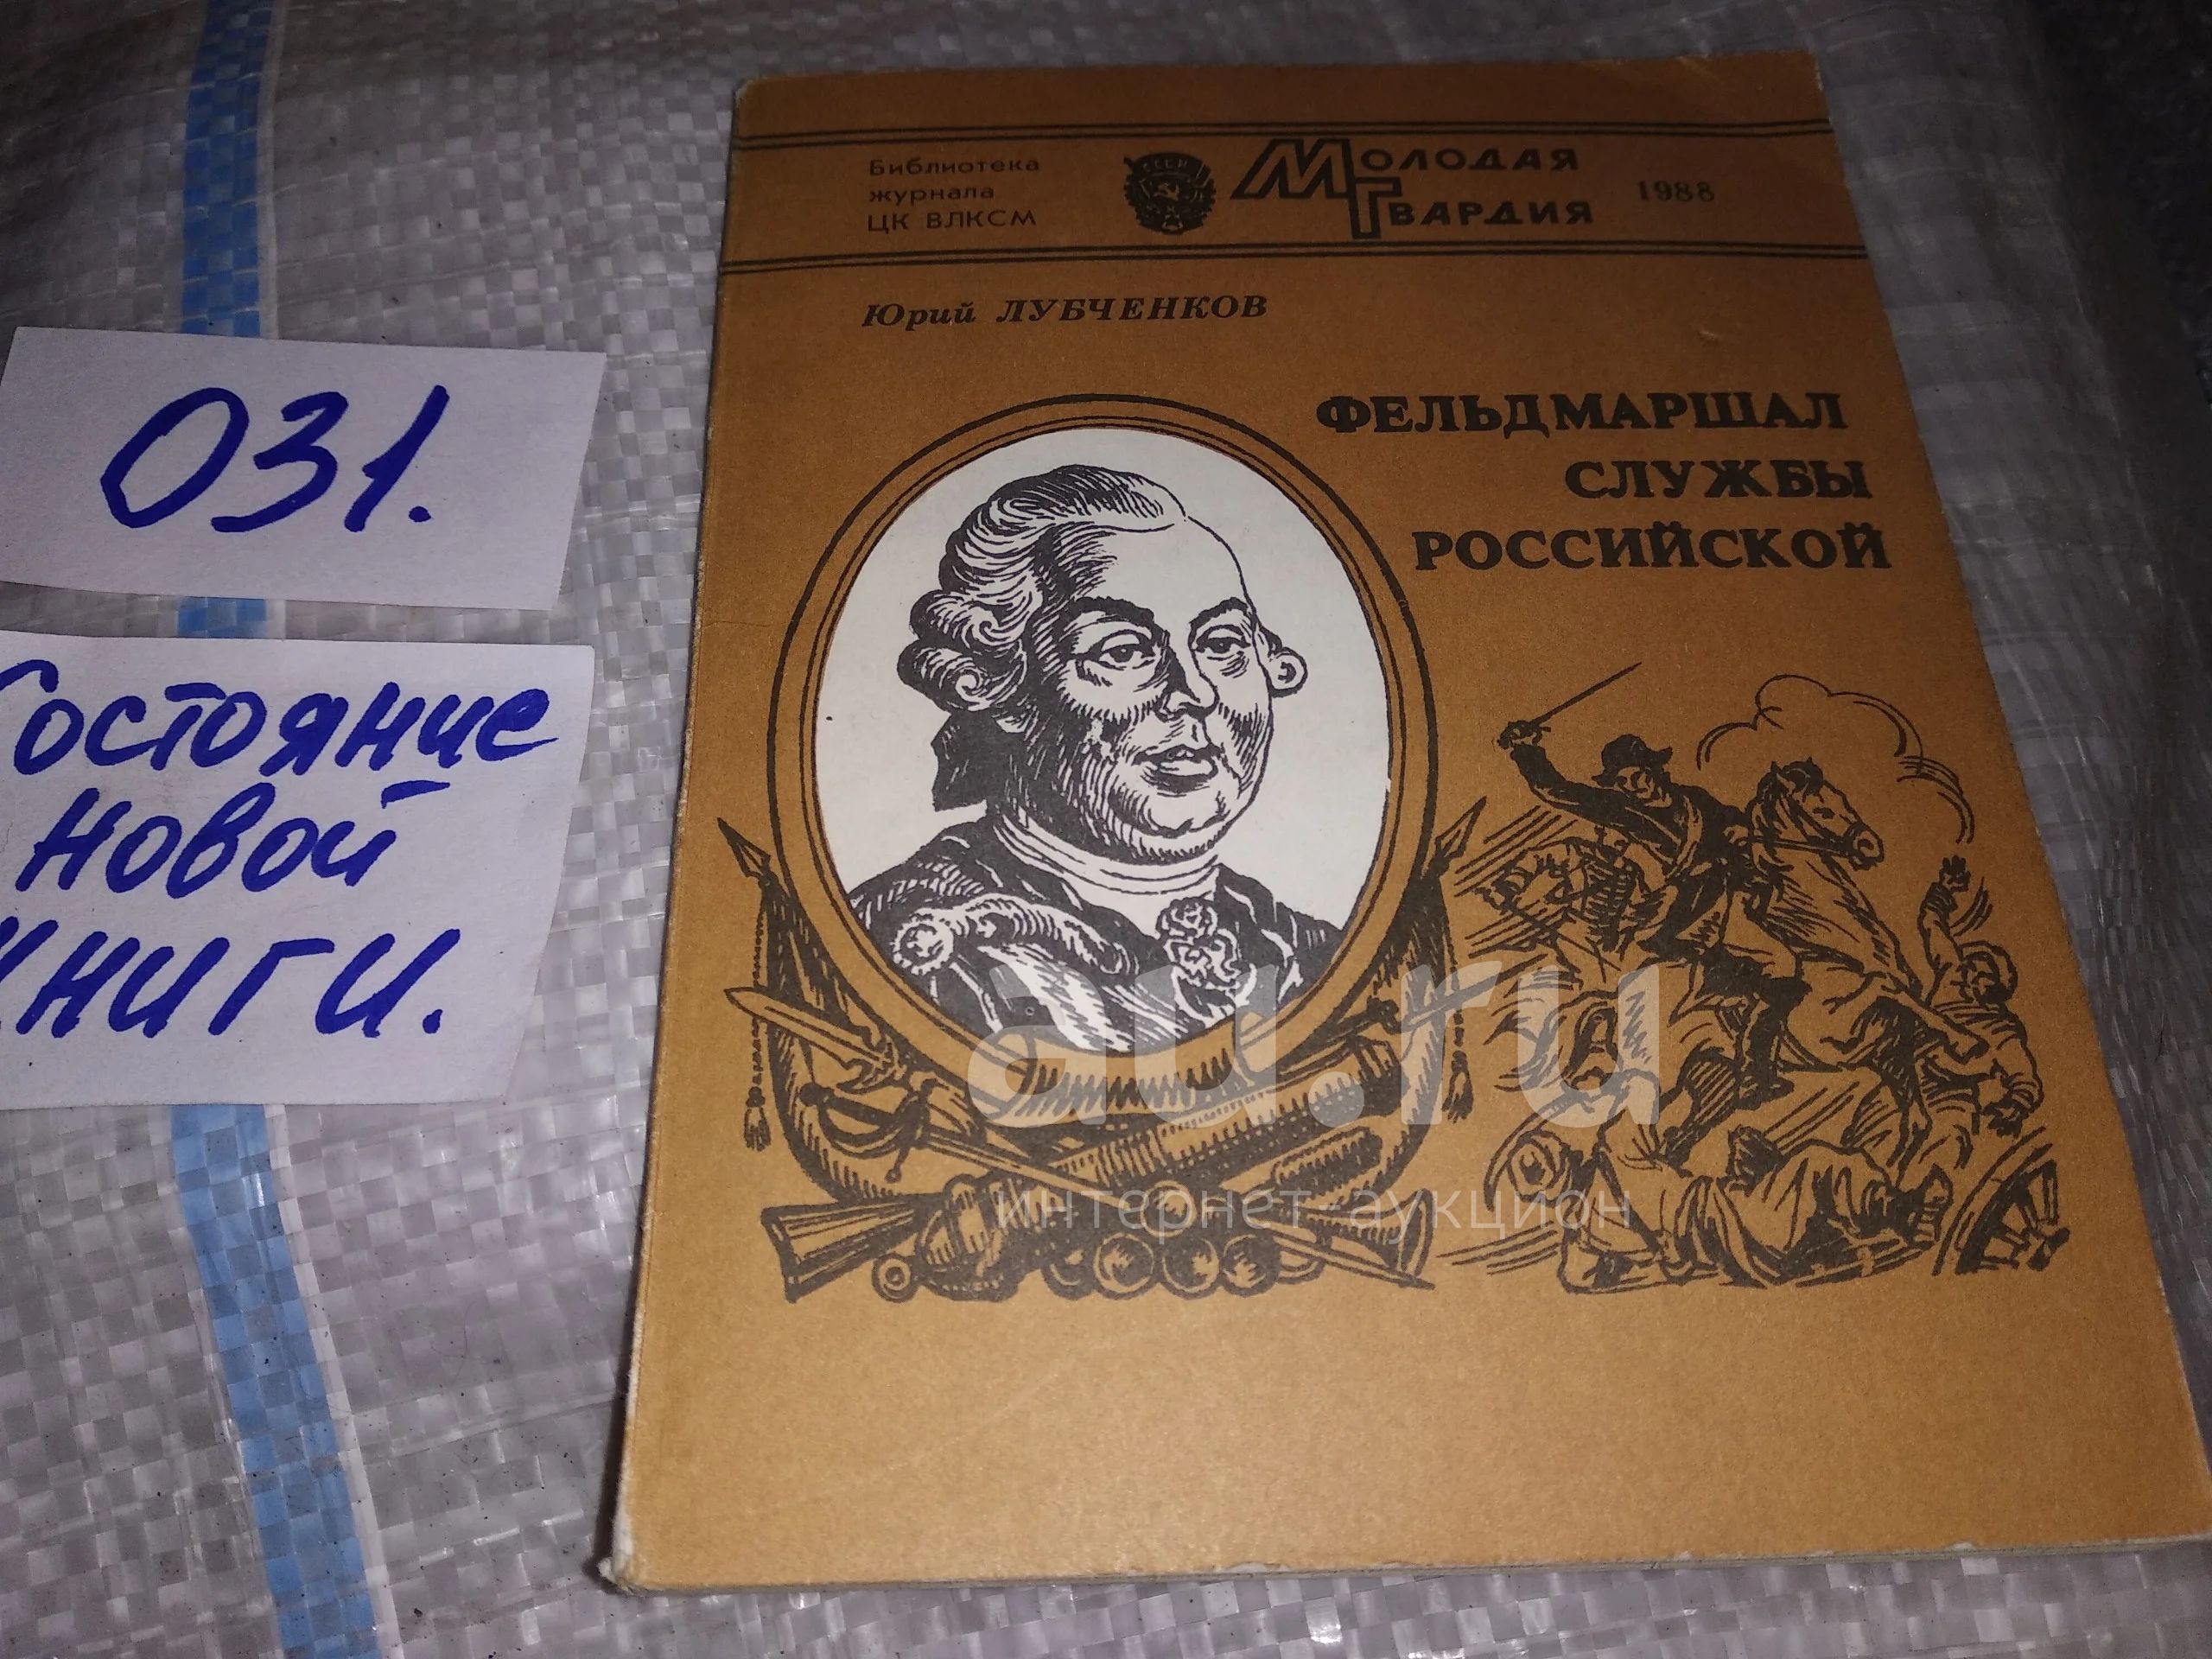 031.
Состояние
новой
книги.
Библиотека
журнала
ЦК ВЛКСМ
СССР
МОЛОДАЯ
ГВАРДИЯ
1988
Юрий ЛУБЧЕНКОВ
ФЕЛЬДМАРШАЛ
СЛУЖБЫ
РОССИЙСКОЙ
au.ru
интернет-аукцион